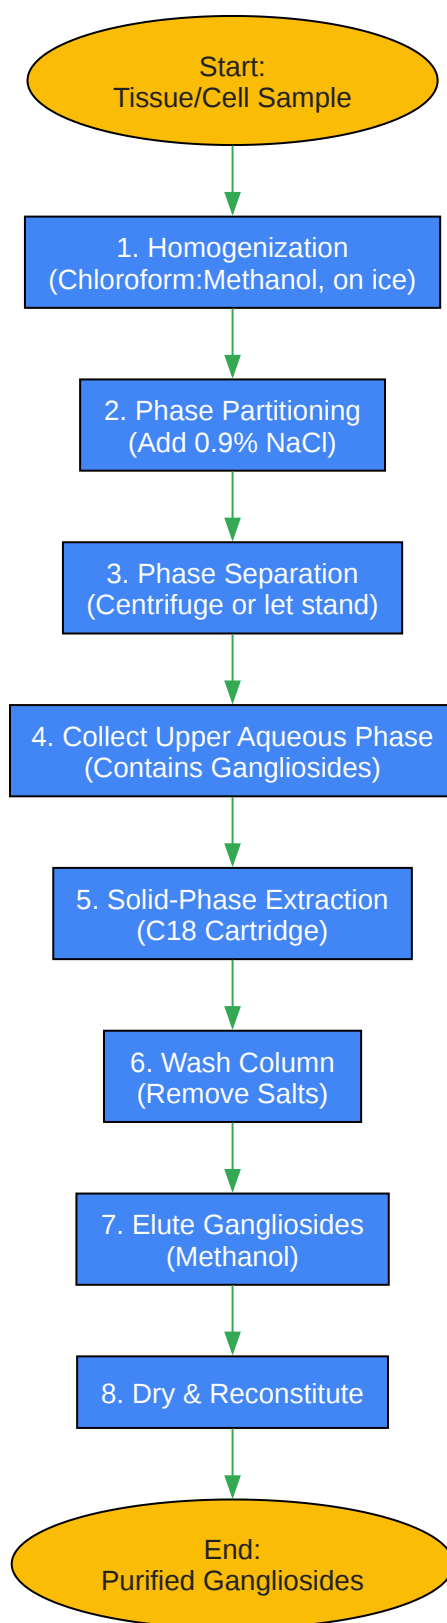 Start:
Tissue/Cell Sample
1. Homogenization
(Chloroform:Methanol, on ice)
2. Phase Partitioning
(Add 0.9% NaCl)
3. Phase Separation
(Centrifuge or let stand)
4. Collect Upper Aqueous Phase
(Contains Gangliosides)
5. Solid-Phase Extraction
(C18 Cartridge)
6. Wash Column
(Remove Salts)
7. Elute Gangliosides
(Methanol)
8. Dry & Reconstitute
End:
Purified Gangliosides